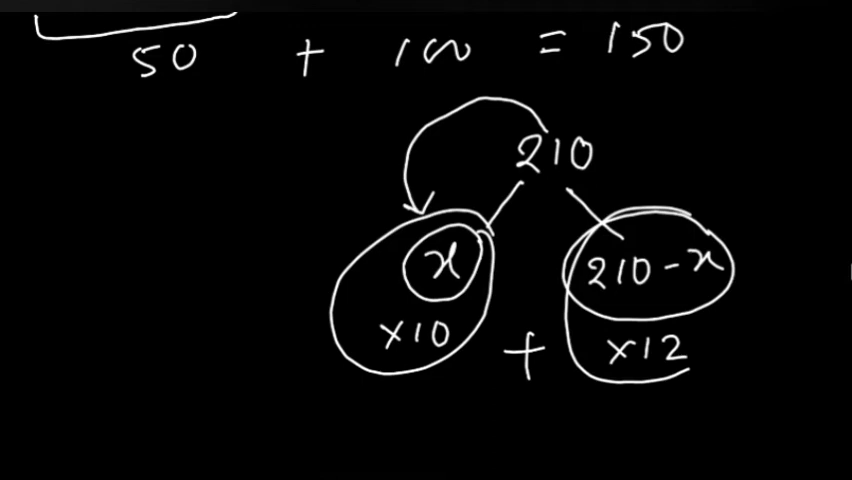 50 + 100 = 150
210
x 210-x
×10 + ×12